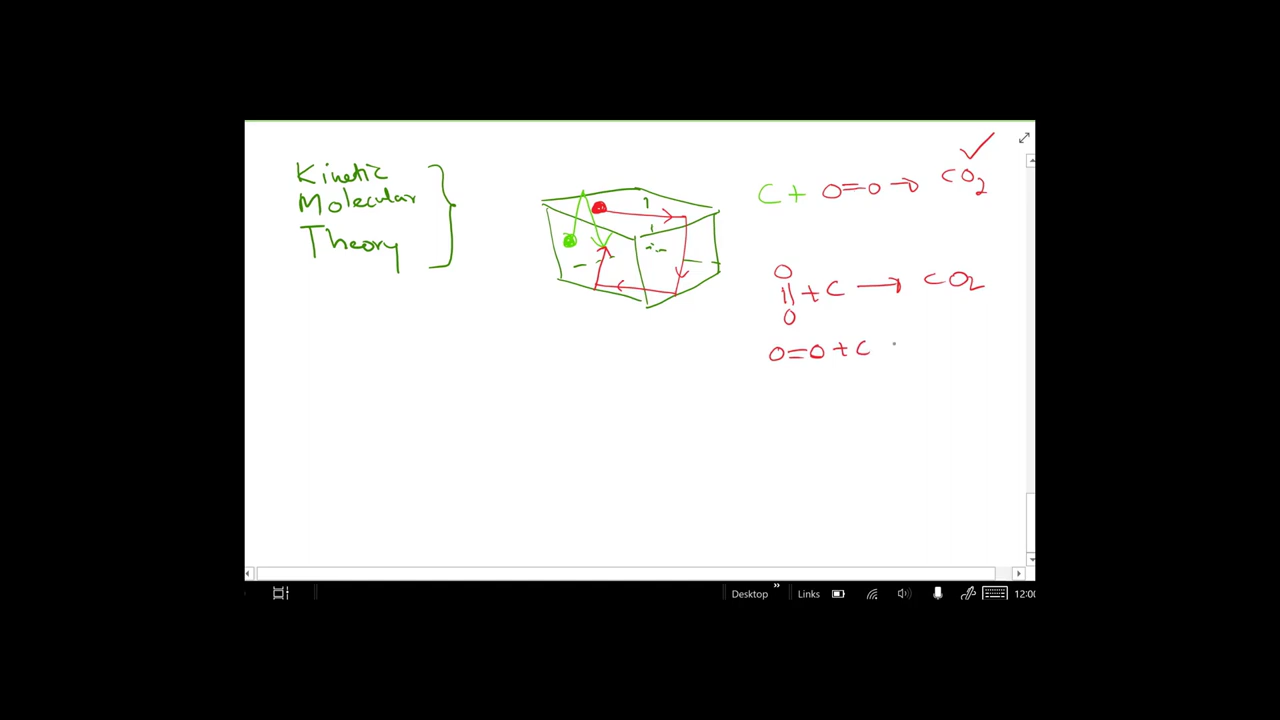 Kinetic
Molecular
Theory
C + O=O → CO2
O
|| + C → CO2
O
O=O + C
Desktop
»
Links
12:00